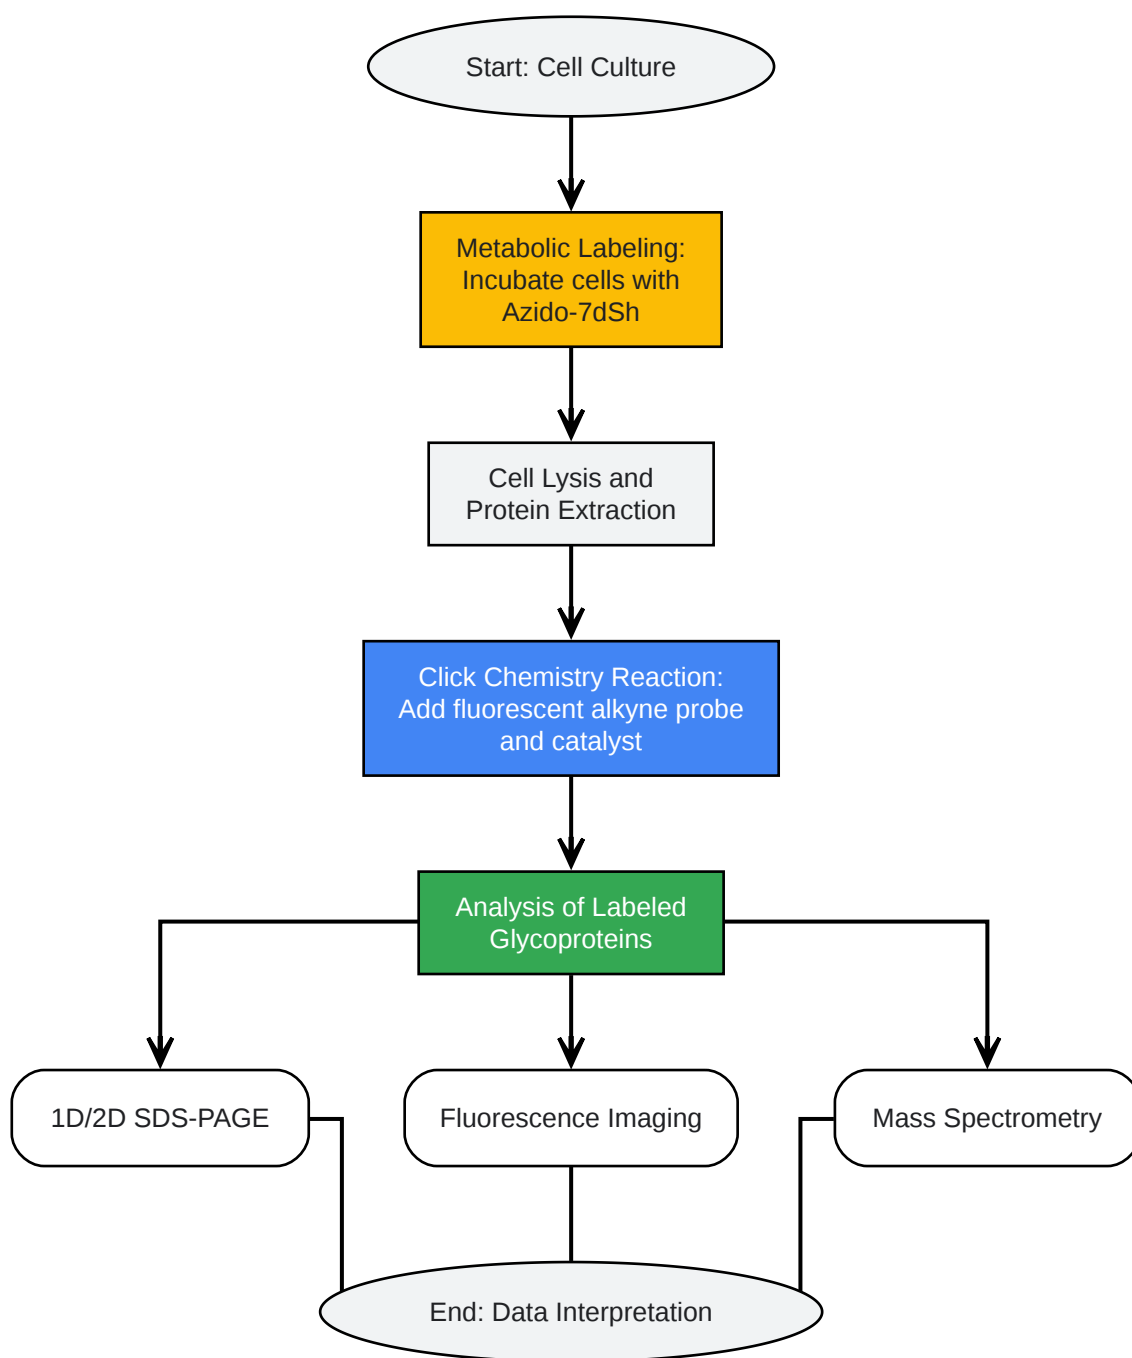 Start: Cell Culture
Metabolic Labeling:
Incubate cells with
Azido-7dSh
Cell Lysis and
Protein Extraction
Click Chemistry Reaction:
Add fluorescent alkyne probe
and catalyst
Analysis of Labeled
Glycoproteins
1D/2D SDS-PAGE
Fluorescence Imaging
Mass Spectrometry
End: Data Interpretation